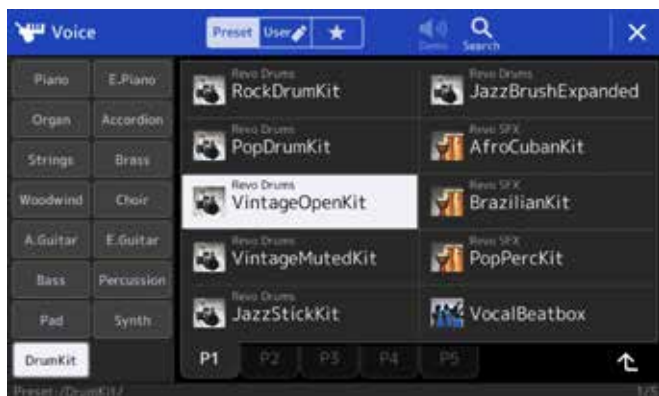 Voice
Preset User ★
Demo Search
Piano E.Piano
Organ Accordion
Strings Brass
Woodwind Choir
A.Guitar E.Guitar
Bass Percussion
Pad Synth
DrumKit
Revo Drums
RockDrumKit
Revo Drums
JazzBrushExpanded
Revo Drums
PopDrumKit
Revo SFX
AfroCubanKit
Revo Drums
VintageOpenKit
Revo SFX
BrazilianKit
Revo Drums
VintageMutedKit
Revo SFX
PopPercKit
Revo Drums
JazzStickKit
VocalBeatbox
P1 P2 P3 P4 P5
Preset:/DrumKit/ 1/5